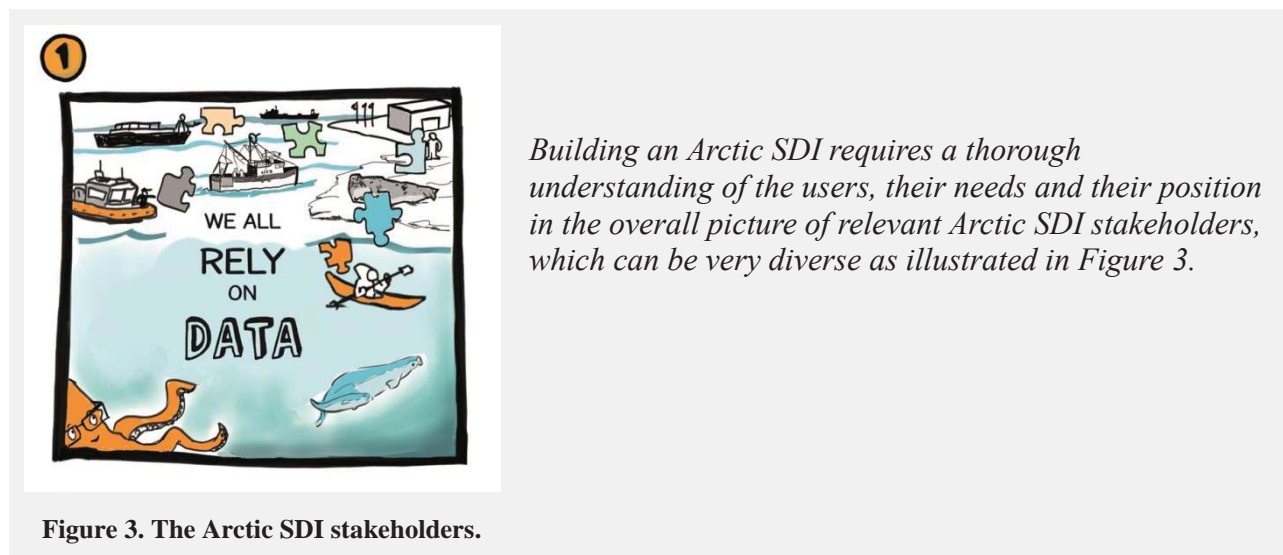 1
WE ALL
RELY
ON
DATA
Building an Arctic SDI requires a thorough
understanding of the users, their needs and their position
in the overall picture of relevant Arctic SDI stakeholders,
which can be very diverse as illustrated in Figure 3.
Figure 3. The Arctic SDI stakeholders.